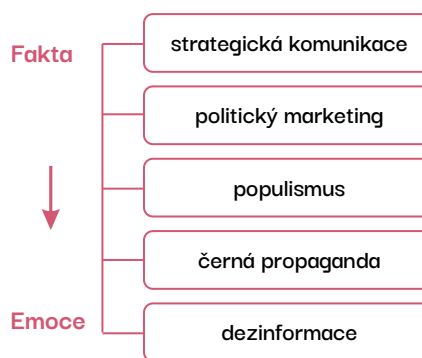 Fakta
strategická komunikace
politický marketing
populismus
černá propaganda
Emoce
dezinformace